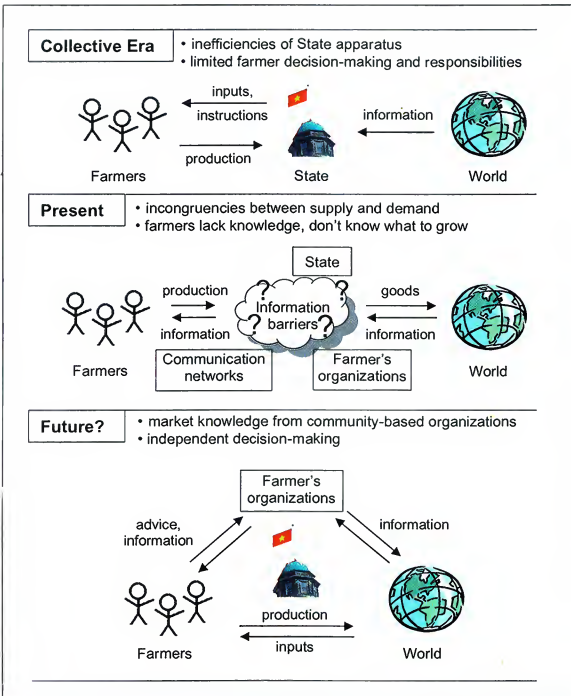 Collective Era
• inefficiencies of State apparatus
• limited farmer decision-making and responsibilities
inputs,
instructions
information
production
Farmers
State
World
Present
• incongruencies between supply and demand
• farmers lack knowledge, don't know what to grow
State
production
goods
?
?
Information
barriers
?
?
information
information
Communication
networks
Farmer's
organizations
Farmers
World
Future?
• market knowledge from community-based organizations
• independent decision-making
Farmer's
organizations
advice,
information
information
production
inputs
Farmers
World